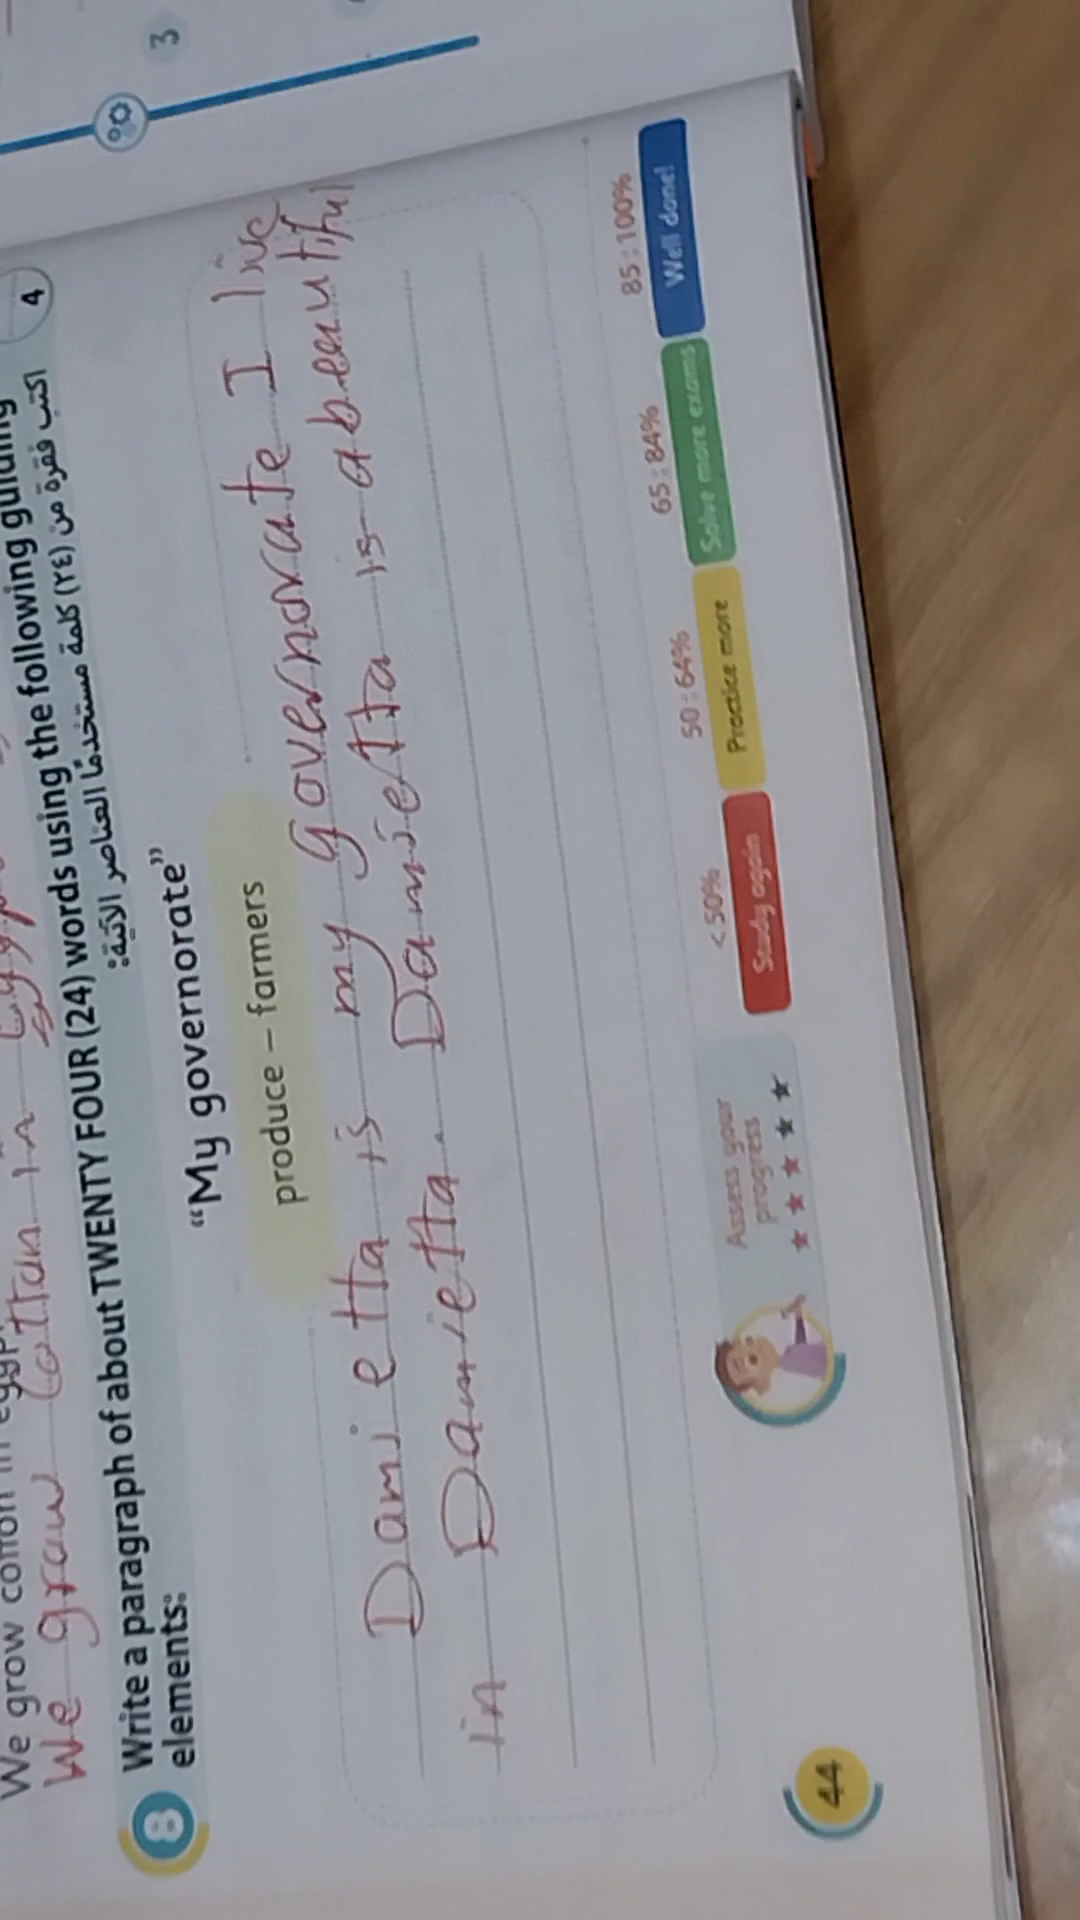 We grow cotton in egypt.
We grow cottan in Egypt
8 Write a paragraph of about TWENTY FOUR (24) words using the following guiding elements:
4
اكتب فقرة من (٢٤) كلمة مستخدمًا العناصر الآتية:
"My governorate"
produce – farmers
Damietta is my governorate I live
in Damietta. Damietta is a beautiful
< 50%
50 : 64%
65 : 84%
85 : 100%
Assess your progress
Study again
Practice more
Solve more exams
Well done!
44
3